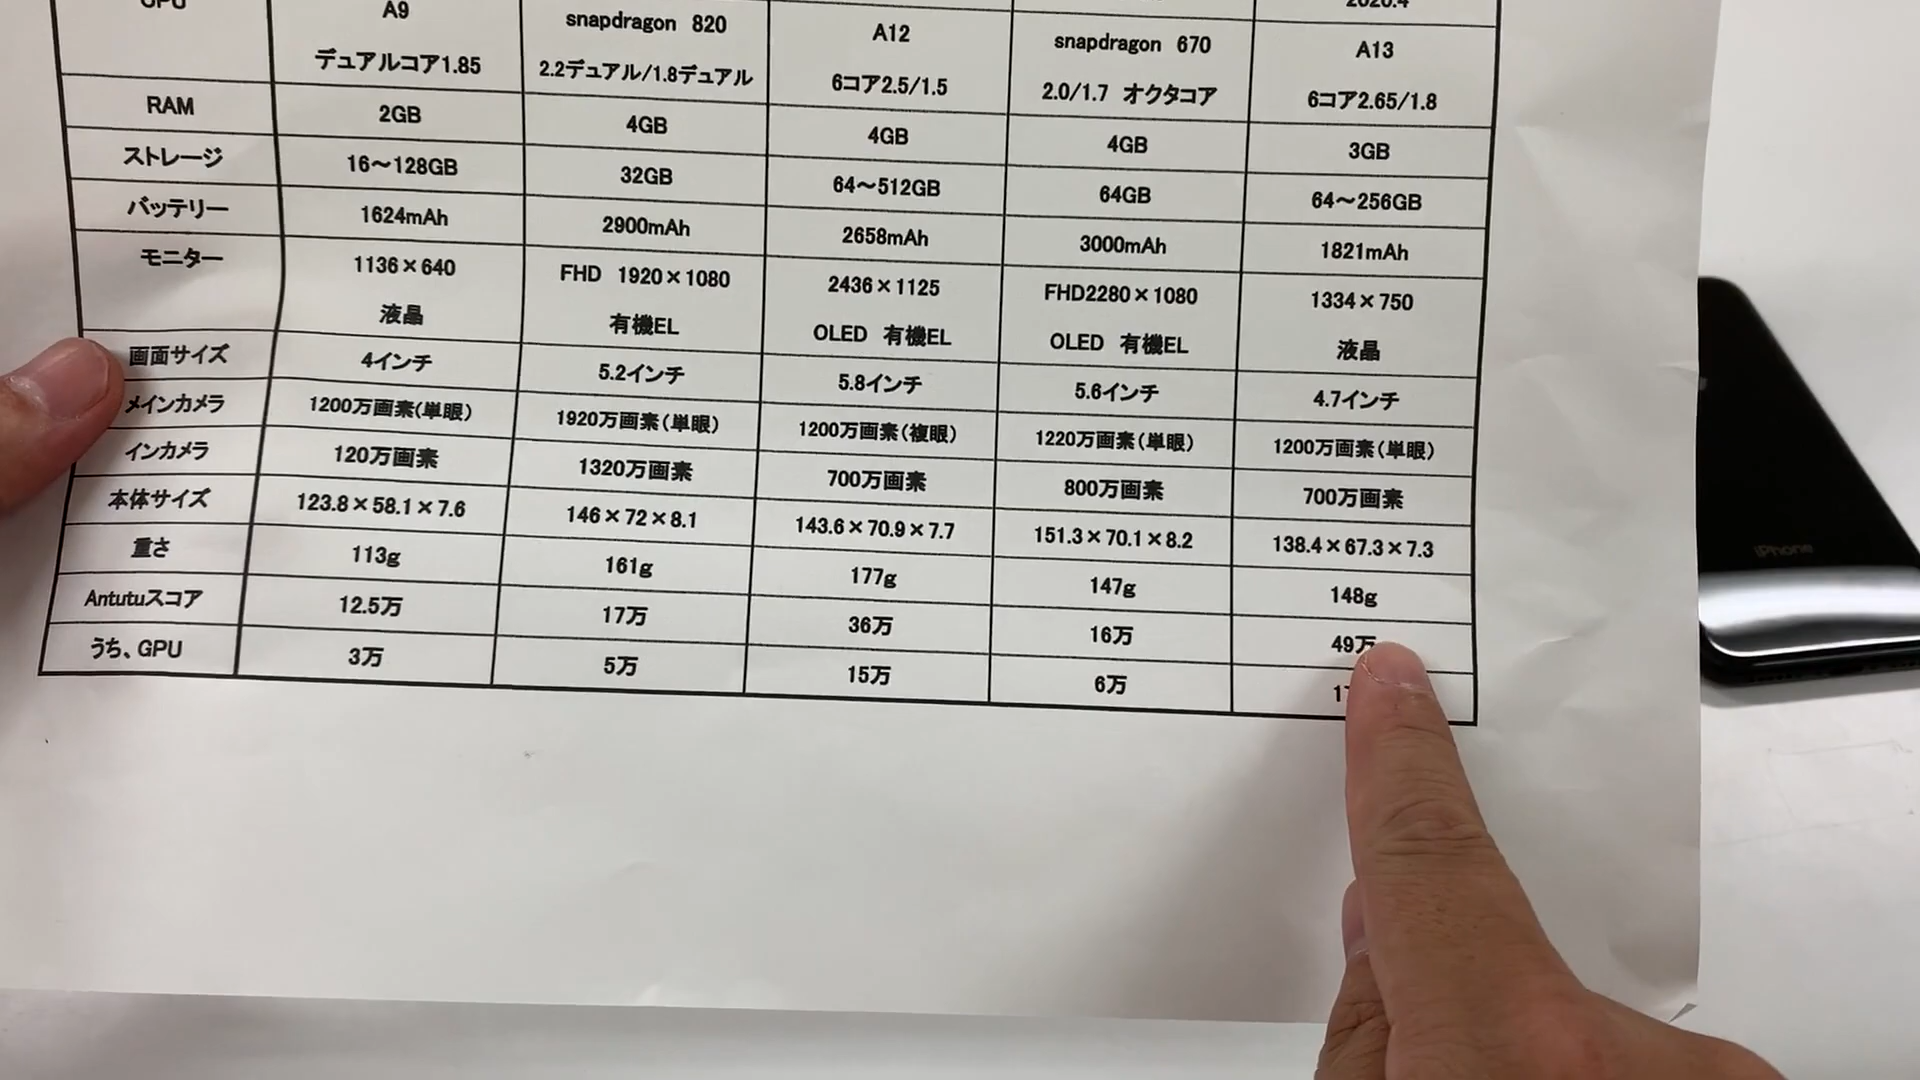 CPU A9 snapdragon 820 A12 snapdragon 670 A13
デュアルコア1.85 2.2デュアル/1.8デュアル 6コア2.5/1.5 2.0/1.7 オクタコア 6コア2.65/1.8
RAM 2GB 4GB 4GB 4GB 3GB
ストレージ 16～128GB 32GB 64～512GB 64GB 64～256GB
バッテリー 1624mAh 2900mAh 2658mAh 3000mAh 1821mAh
モニター 1136×640 FHD 1920×1080 2436×1125 FHD2280×1080 1334×750
液晶 有機EL OLED 有機EL OLED 有機EL 液晶
画面サイズ 4インチ 5.2インチ 5.8インチ 5.6インチ 4.7インチ
メインカメラ 1200万画素(単眼) 1920万画素(単眼) 1200万画素(複眼) 1220万画素(単眼) 1200万画素(単眼)
インカメラ 120万画素 1320万画素 700万画素 800万画素 700万画素
本体サイズ 123.8×58.1×7.6 146×72×8.1 143.6×70.9×7.7 151.3×70.1×8.2 138.4×67.3×7.3
重さ 113g 161g 177g 147g 148g
Antutuスコア 12.5万 17万 36万 16万 49万
うち、GPU 3万 5万 15万 6万
iPhone